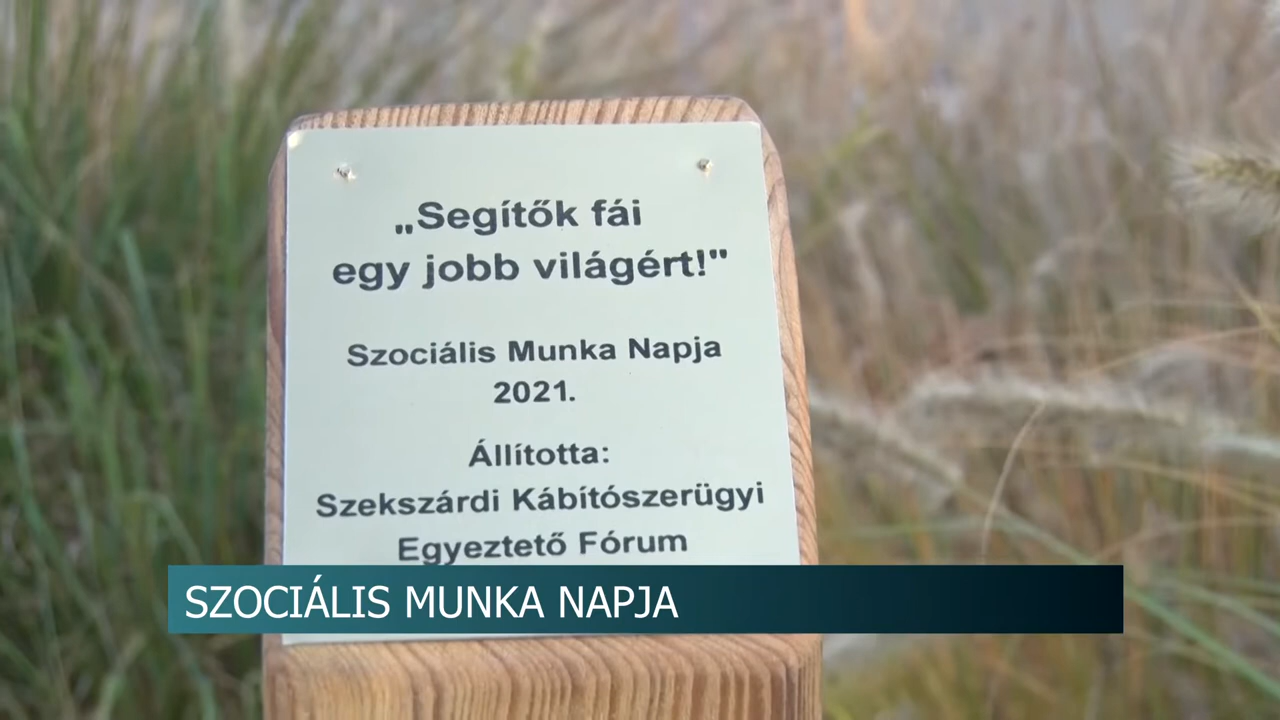 „Segítők fái
egy jobb világért!"
Szociális Munka Napja
2021.
Állította:
Szekszárdi Kábítószerügyi
Egyeztető Fórum
SZOCIÁLIS MUNKA NAPJA